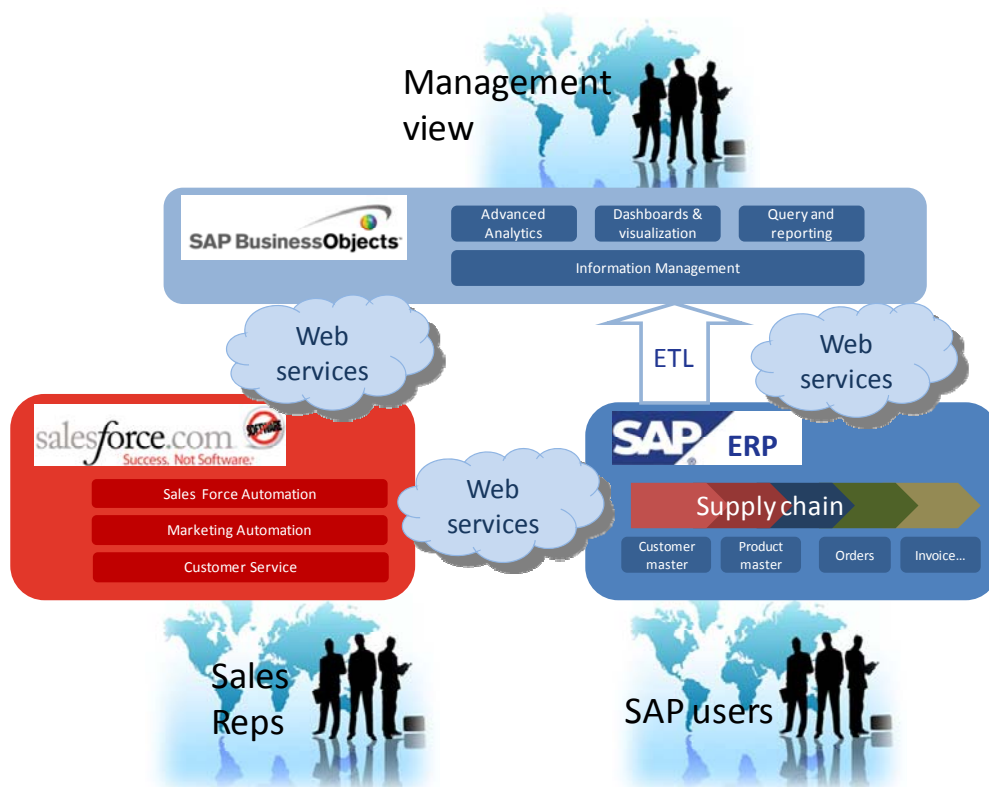 Management
view
SAP BusinessObjects
Advanced
Analytics
Dashboards &
visualization
Query and
reporting
Information Management
Web
services
ETL
Web
services
salesforce.com
SOFTWARE
Success. Not Software.
SAP
ERP
Sales Force Automation
Marketing Automation
Customer Service
Web
services
Supply chain
Customer
master
Product
master
Orders
Invoice...
Sales
Reps
SAP users